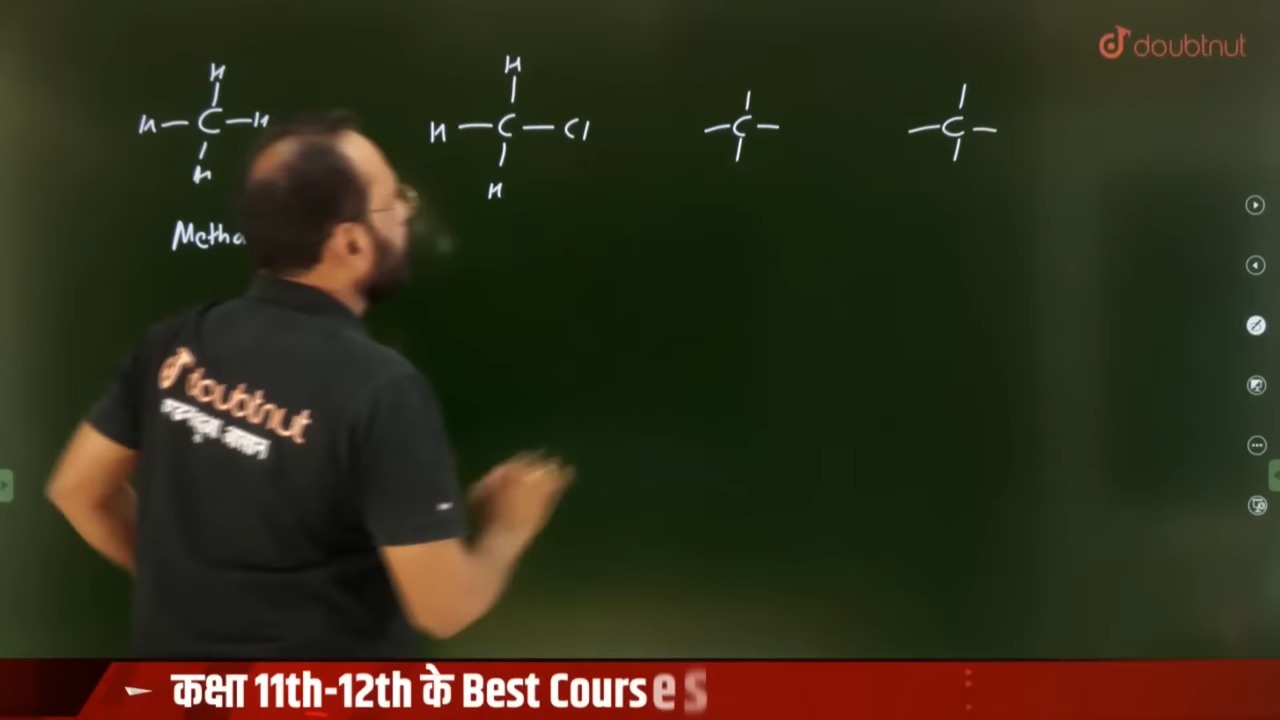 doubtnut
H
H
H—C—H
H—C—Cl
—C—
—C—
H
H
Metha
doubtnut
कक्षा 11th-12th के Best Courses